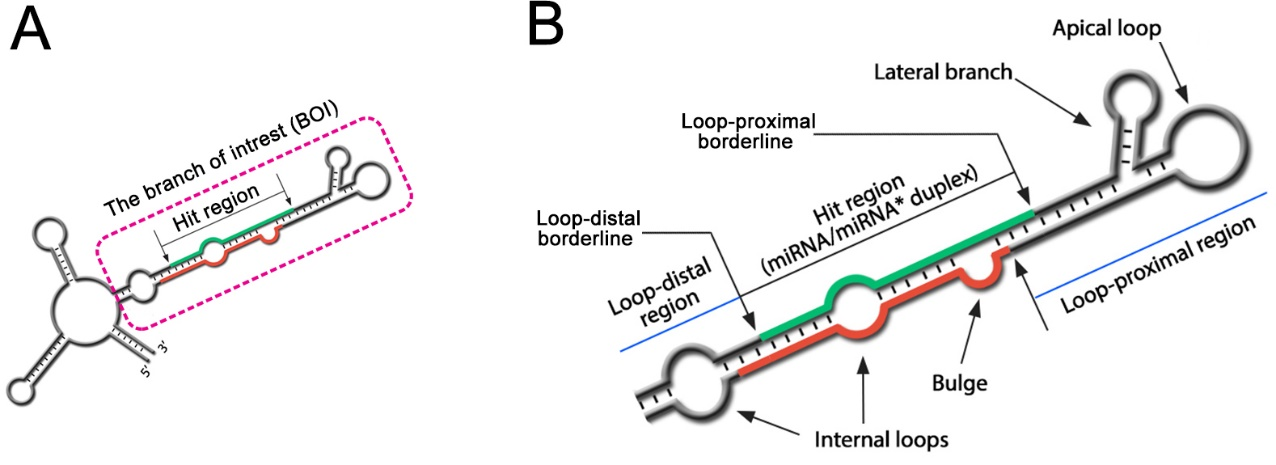 A
The branch of intrest (BOI)
Hit region
3'
5'
B
Apical loop
Lateral branch
Loop-proximal
borderline
Hit region
(miRNA/miRNA* duplex)
Loop-distal
borderline
Loop-distal
region
Loop-proximal region
Bulge
Internal loops